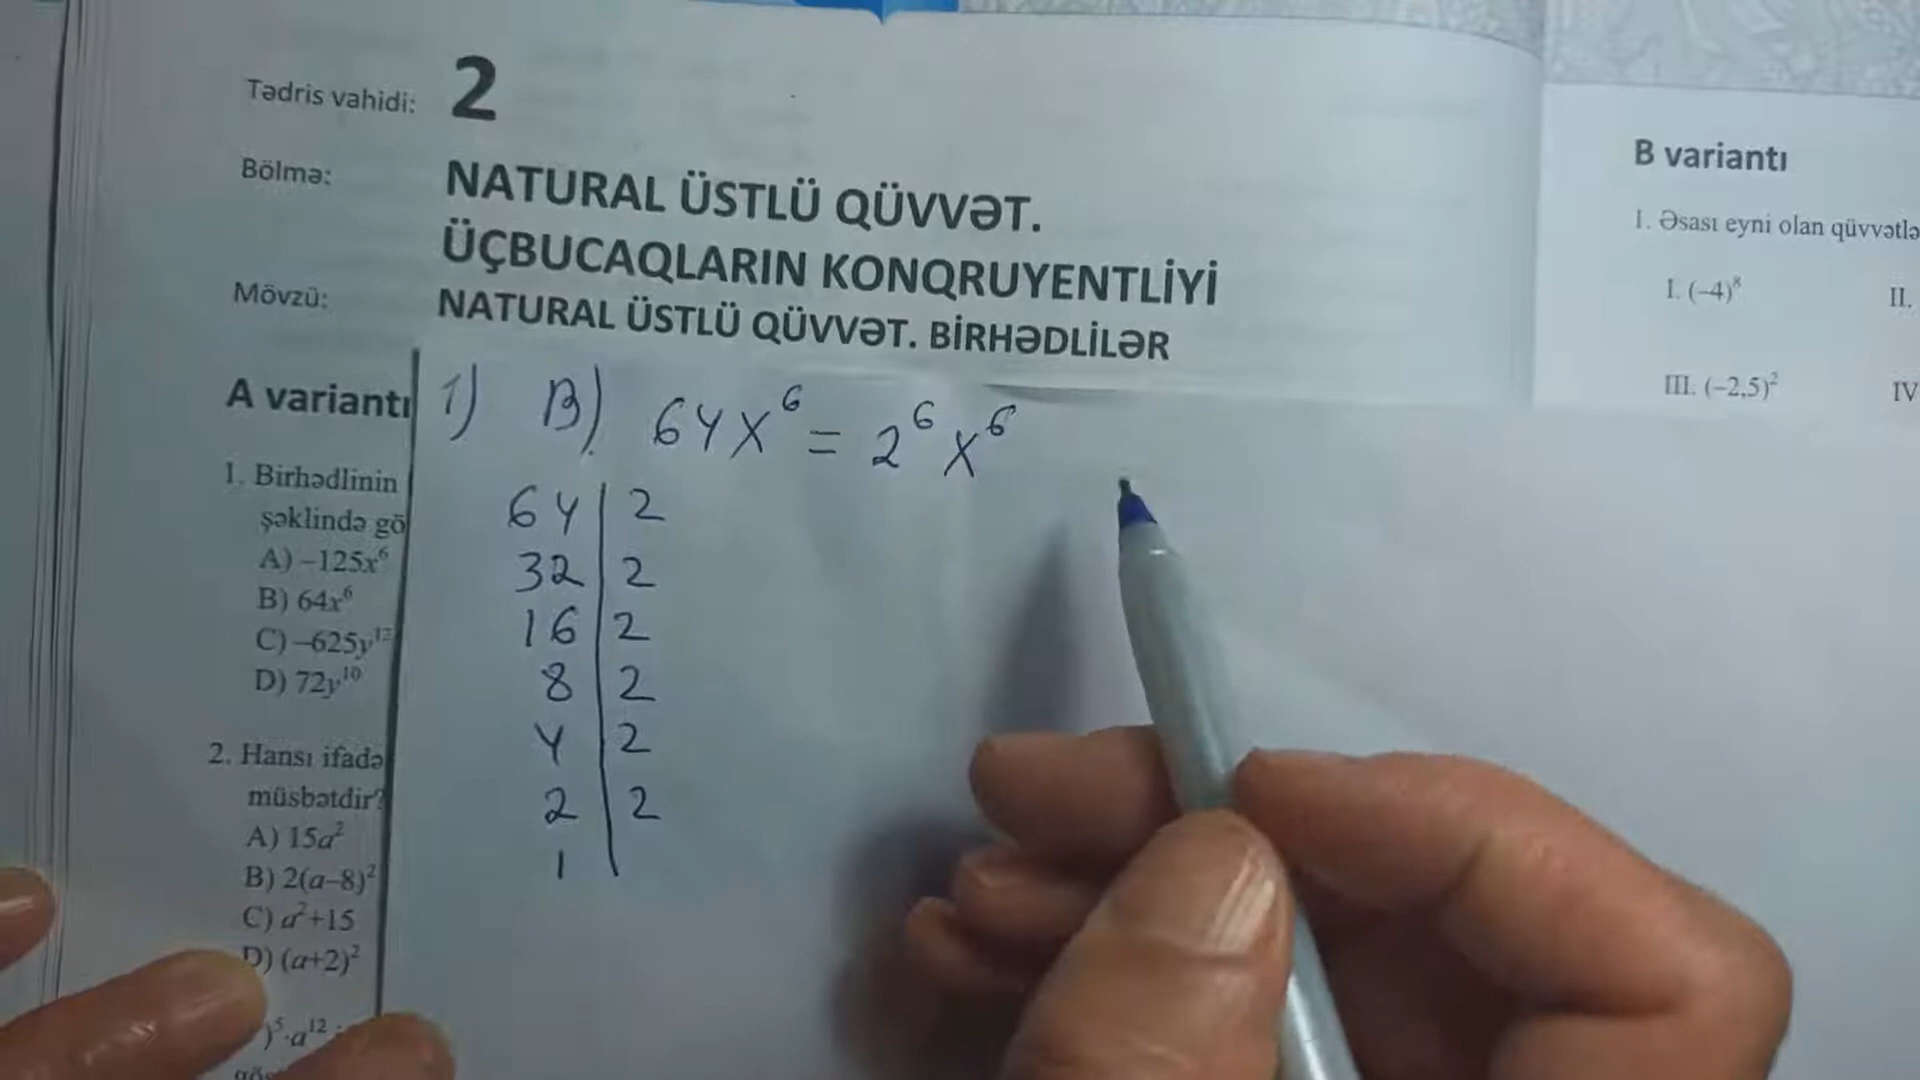 Tədris vahidi: 2
Bölmə: NATURAL ÜSTLÜ QÜVVƏT.
ÜÇBUCAQLARIN KONQRUYENTLİYİ
Mövzü: NATURAL ÜSTLÜ QÜVVƏT. BİRHƏDLİLƏR
A variantı
1) B) 64x⁶ = 2⁶x⁶
64 | 2
32 | 2
16 | 2
8 | 2
4 | 2
2 | 2
1
1. Birhədlinin
şəklində gö
A) –125x⁶
B) 64x⁶
C) –625y¹²
D) 72y¹⁰
2. Hansı ifadə
müsbətdir?
A) 15a²
B) 2(a–8)²
C) a²+15
D) (a+2)²
)⁵·a¹²
B variantı
1. Əsası eyni olan qüvvətlə
I. (–4)⁸
II.
III. (–2,5)²
IV